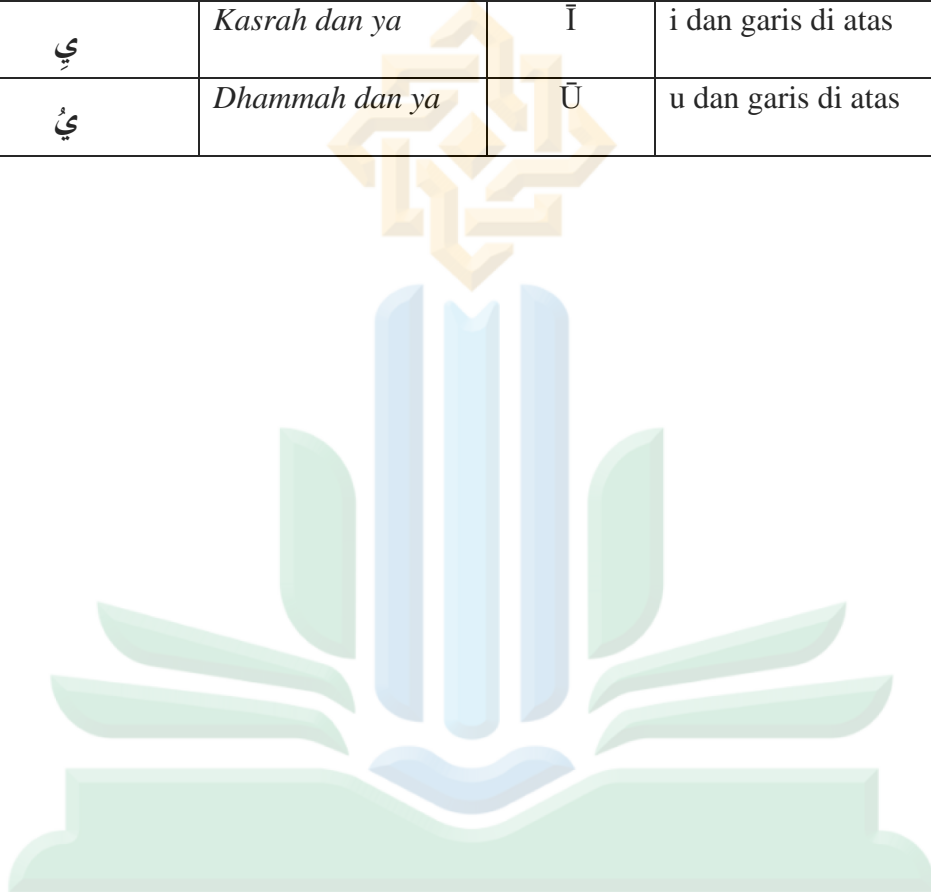 يِ Kasrah dan ya Ī i dan garis di atas
يُ Dhammah dan ya Ū u dan garis di atas